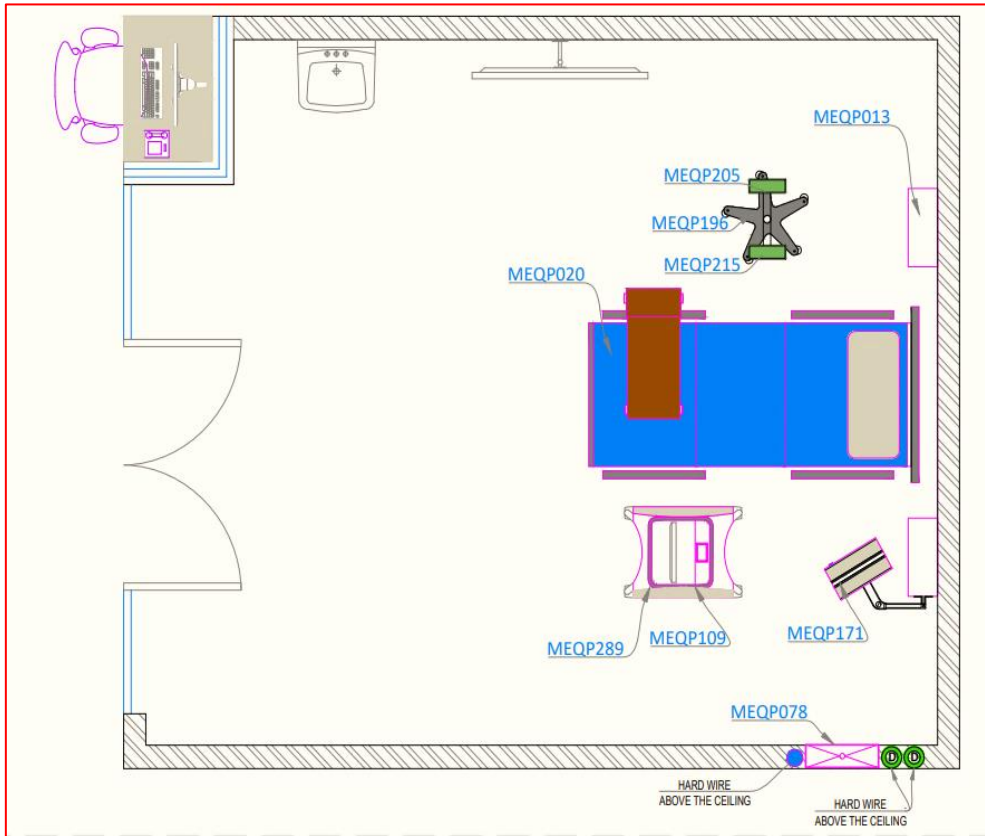 MEQP013
MEQP205
MEQP196
MEQP215
MEQP020
MEQP171
MEQP109
MEQP289
MEQP078
D D
HARD WIRE
ABOVE THE CEILING
HARD WIRE
ABOVE THE CEILING